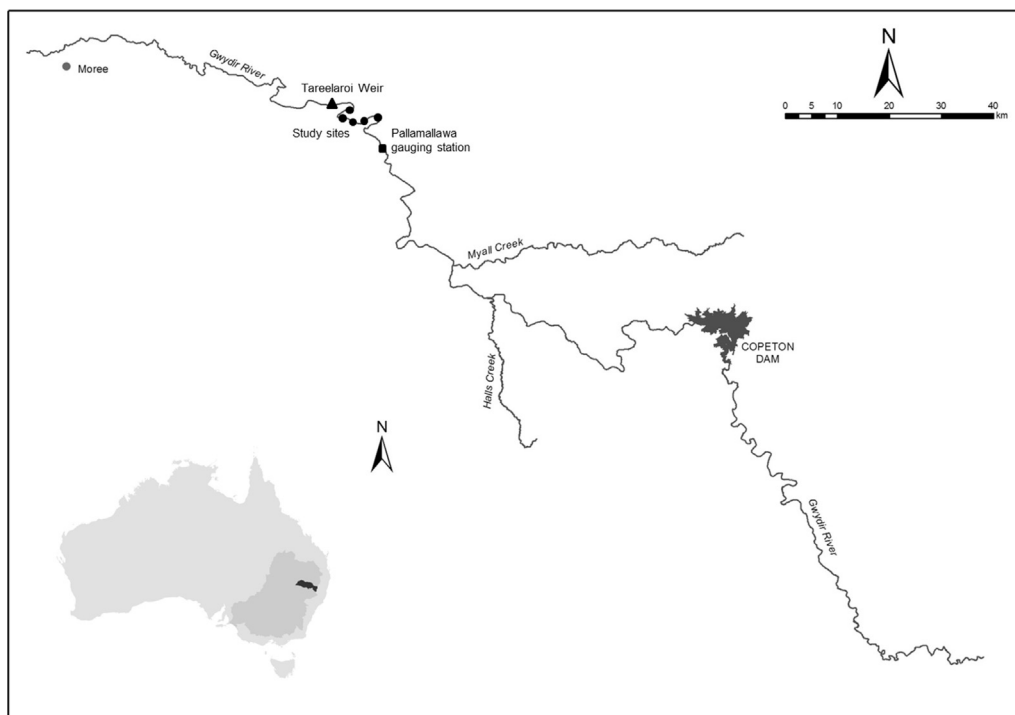 N
Gwydir River
Moree
Tareelaroi Weir
0 5 10 20 30 40
km
Study sites
Pallamallawa
gauging station
Myall Creek
COPETON
DAM
Halls Creek
N
Gwydir River